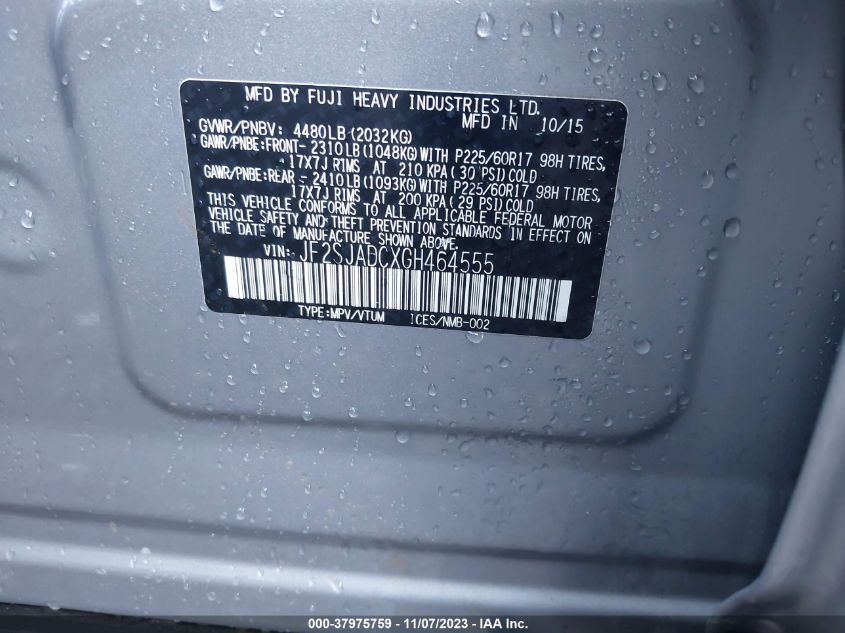 MFD BY FUJI HEAVY INDUSTRIES LTD.
MFD IN 10/15
GVWR/PNBV: 4480LB(2032KG)
GAWR/PNBE:FRONT- 2310LB(1048KG)WITH P225/60R17 98H TIRES,
17X7J RIMS AT 210 KPA(30 PSI)COLD
GAWR/PNBE:REAR - 2410LB(1093KG)WITH P225/60R17 98H TIRES,
17X7J RIMS AT 200 KPA(29 PSI)COLD
THIS VEHICLE CONFORMS TO ALL APPLICABLE FEDERAL MOTOR
VEHICLE SAFETY AND THEFT PREVENTION STANDARDS IN EFFECT ON
THE DATE OF MANUFACTURE SHOWN ABOVE.
VIN: JF2SJADCXGH464555
TYPE:MPV/VTUM ICES/NMB-002
000-37975759 - 11/07/2023 - IAA Inc.